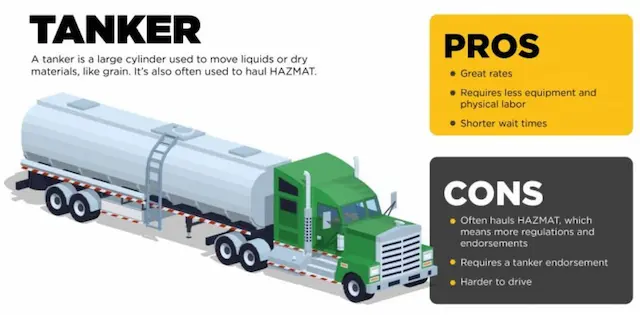 TANKER
A tanker is a large cylinder used to move liquids or dry
materials, like grain. It's also often used to haul HAZMAT.
PROS
• Great rates
• Requires less equipment and
physical labor
• Shorter wait times
CONS
• Often hauls HAZMAT, which
means more regulations and
endorsements
• Requires a tanker endorsement
• Harder to drive